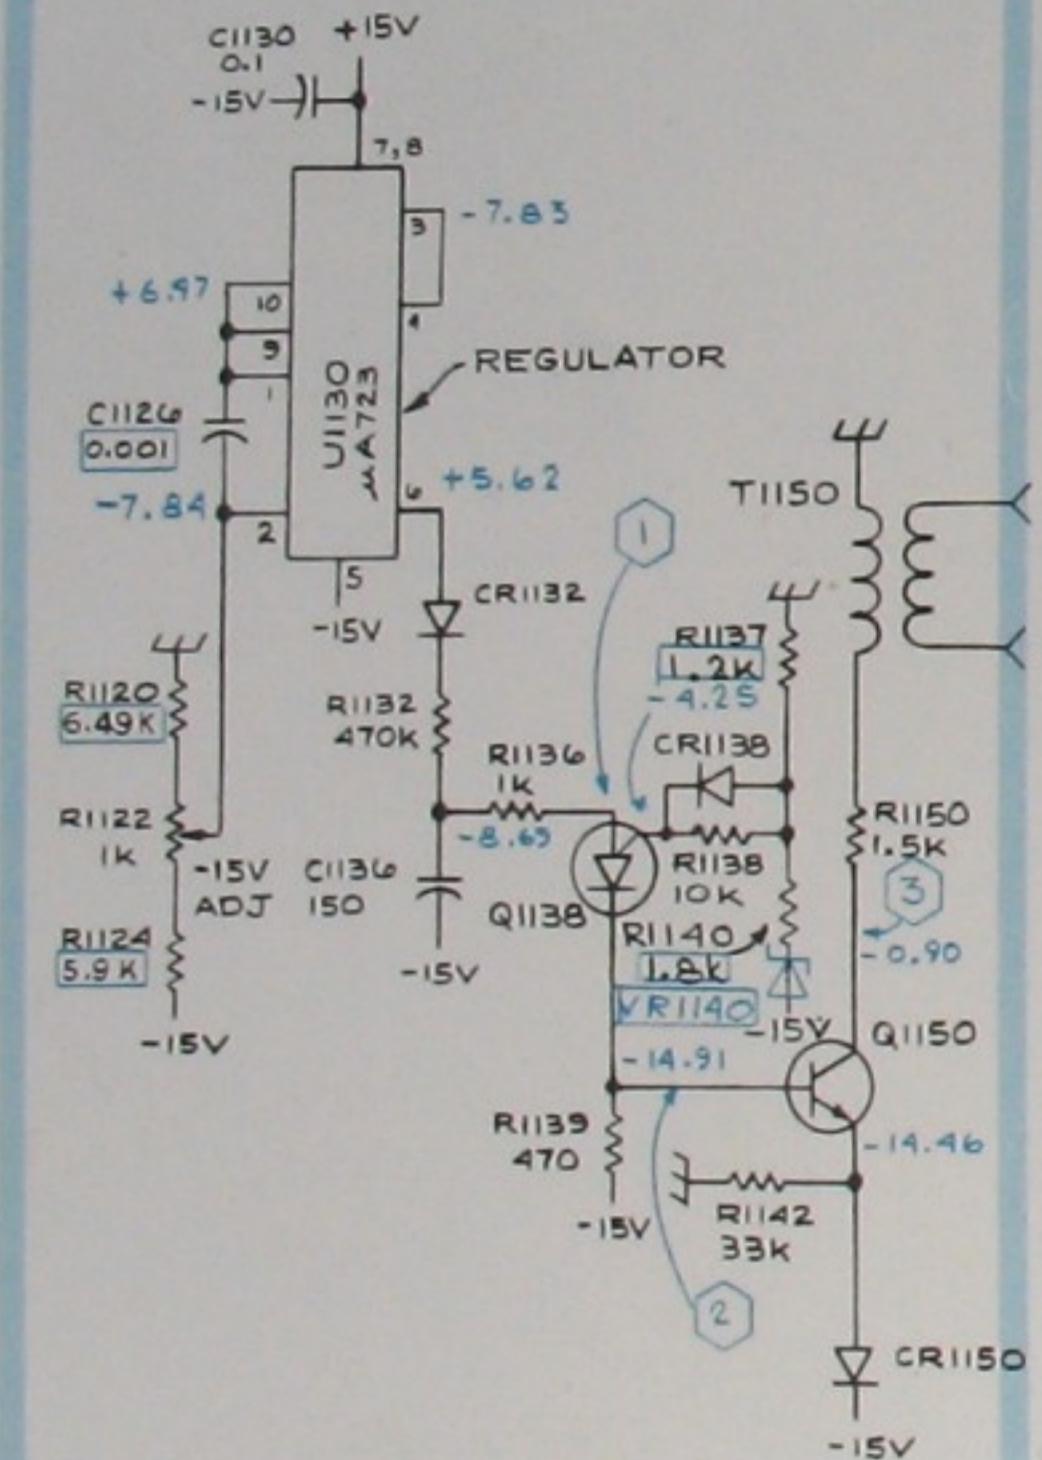 C1130
0.1
+15V
-15V
7,8
3
-7.83
4
+6.97
10
9
1
REGULATOR
U1130
μA723
C1126
0.001
-7.84
2
6
+5.62
5
-15V
1
T1150
CR1132
R1137
1.2K
-4.25
R1120
6.49K
R1132
470K
R1136
1K
CR1138
R1122
1K
-15V
ADJ
-8.69
R1138
10K
R1150
1.5K
3
-0.90
C1136
150
-15V
Q1138
R1140
1.8K
VR1140
-15V
R1124
5.9K
-15V
-14.91
Q1150
R1139
470
-15V
-14.46
R1142
33K
2
CR1150
-15V